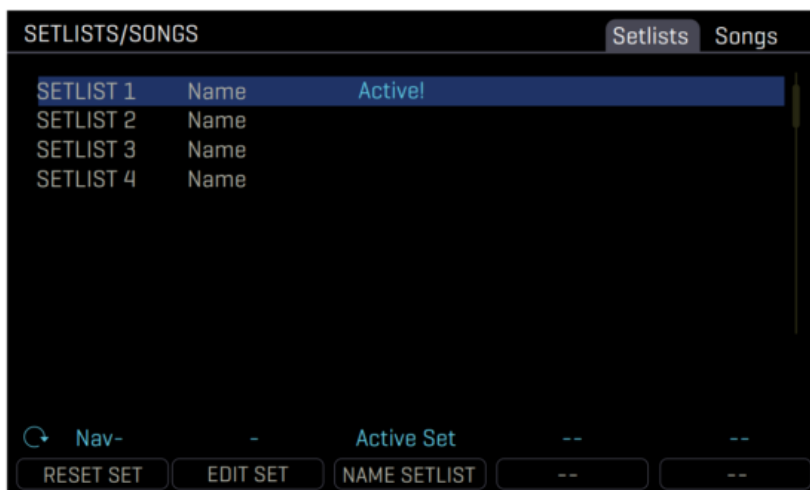 SETLISTS/SONGS Setlists Songs
SETLIST 1 Name Active!
SETLIST 2 Name
SETLIST 3 Name
SETLIST 4 Name
Nav- - Active Set -- --
RESET SET EDIT SET NAME SETLIST -- --